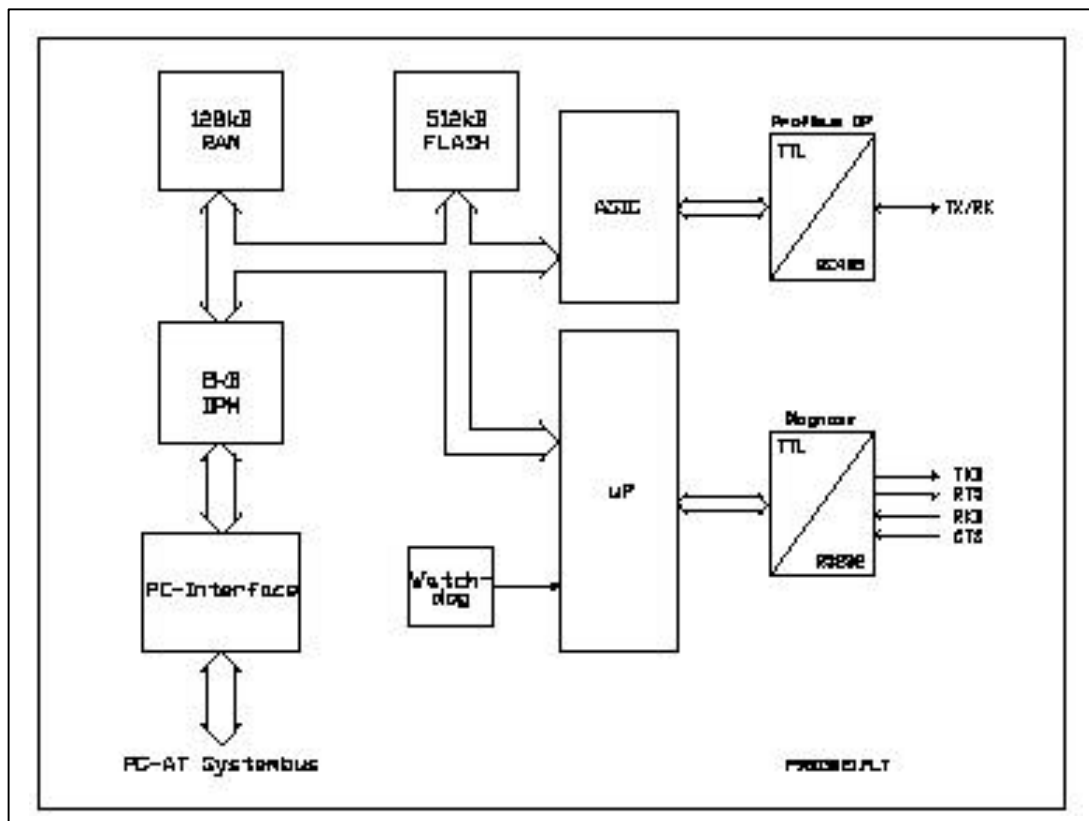 128kB
RAM
512kB
FLASH
ASIC
Profibus DP
TTL
RS485
TX/RX
8kB
DPM
uP
Diagnose
TTL
RS232
TXD
RTS
RXD
CTS
Watch-
dog
PC-Interface
PC-AT Systembus